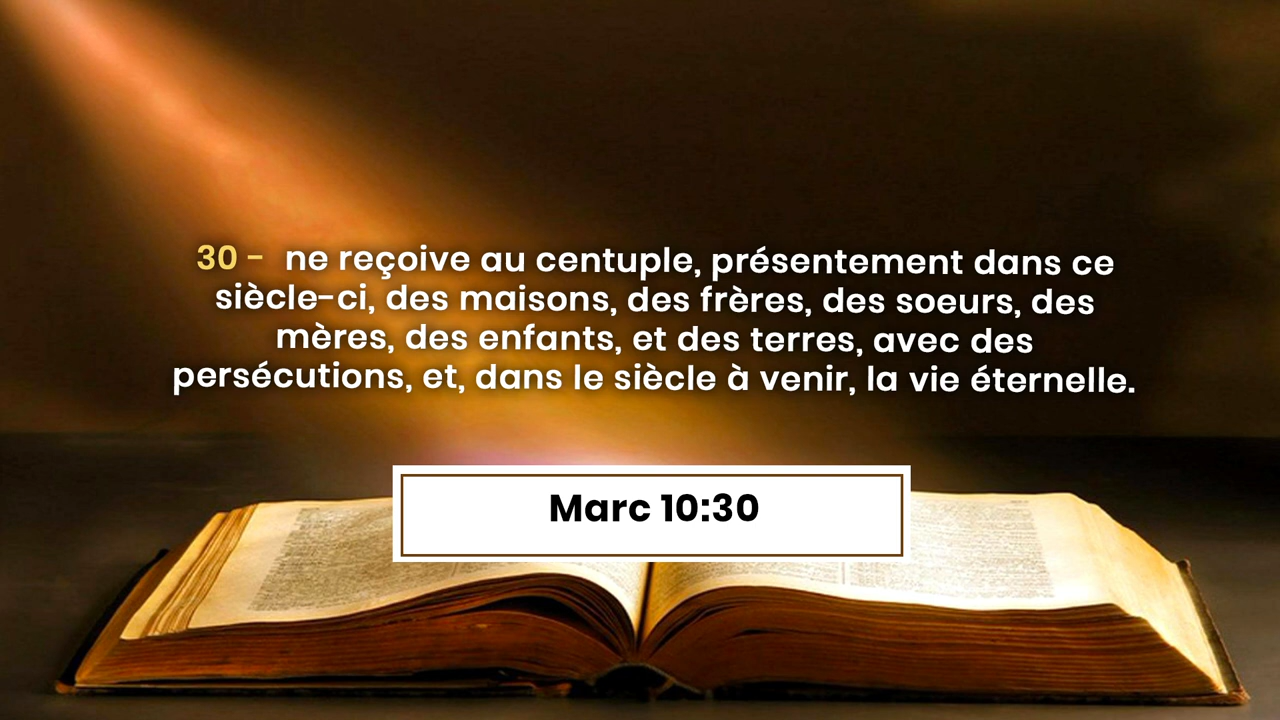 30 - ne reçoive au centuple, présentement dans ce
siècle-ci, des maisons, des frères, des soeurs, des
mères, des enfants, et des terres, avec des
persécutions, et, dans le siècle à venir, la vie éternelle.
Marc 10:30